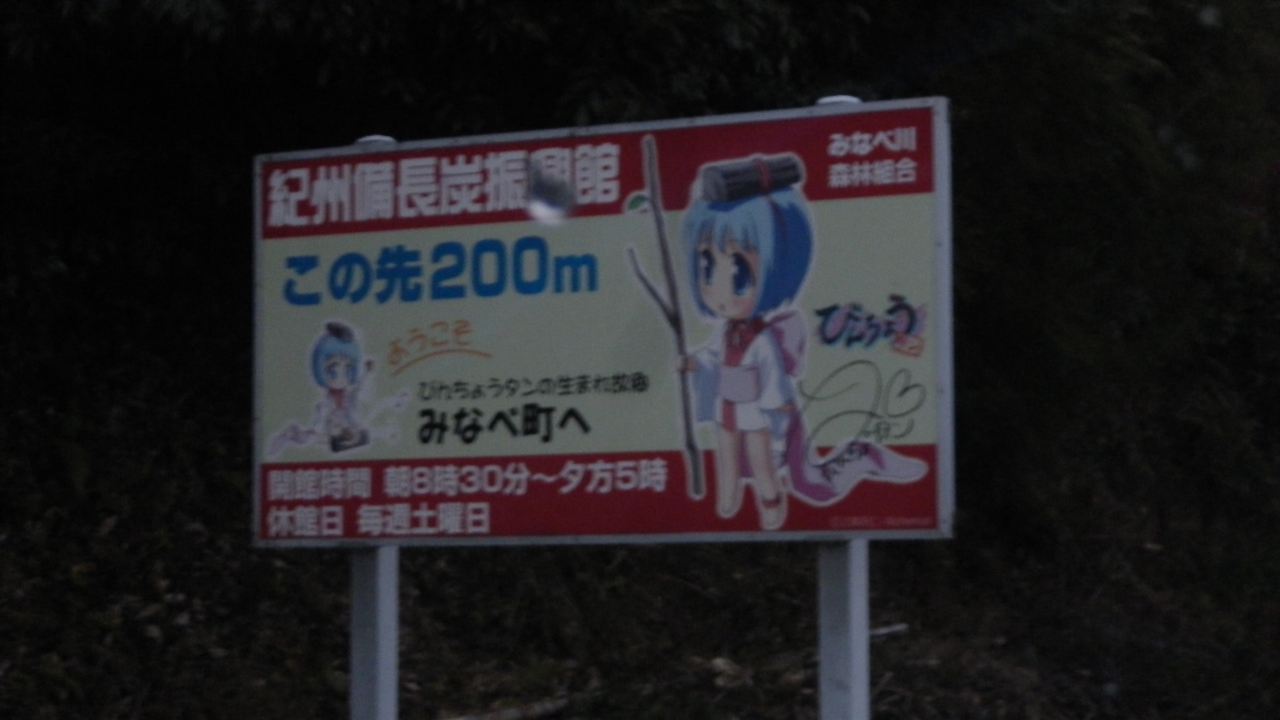 紀州備長炭振興館
みなべ川
森林組合
この先200m
ようこそ
びんちょうタンの生まれ故郷
みなべ町へ
びんちょう
タン
開館時間 朝8時30分～夕方5時
休館日 毎週土曜日